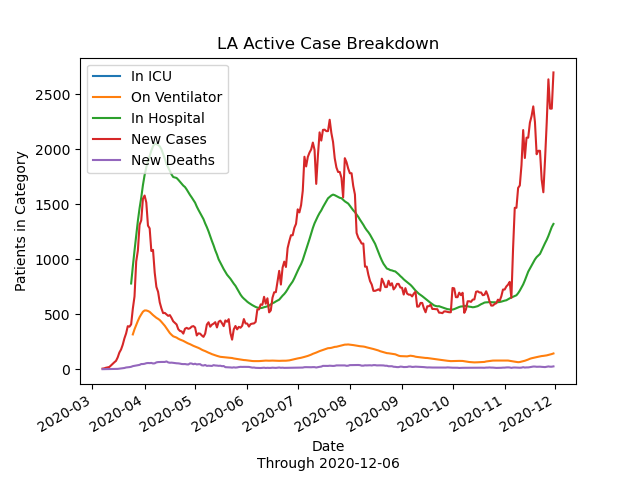 LA Active Case Breakdown
In ICU
On Ventilator
In Hospital
New Cases
New Deaths
Patients in Category
2500
2000
1500
1000
500
0
2020-03
2020-04
2020-05
2020-06
2020-07
2020-08
2020-09
2020-10
2020-11
2020-12
Date
Through 2020-12-06